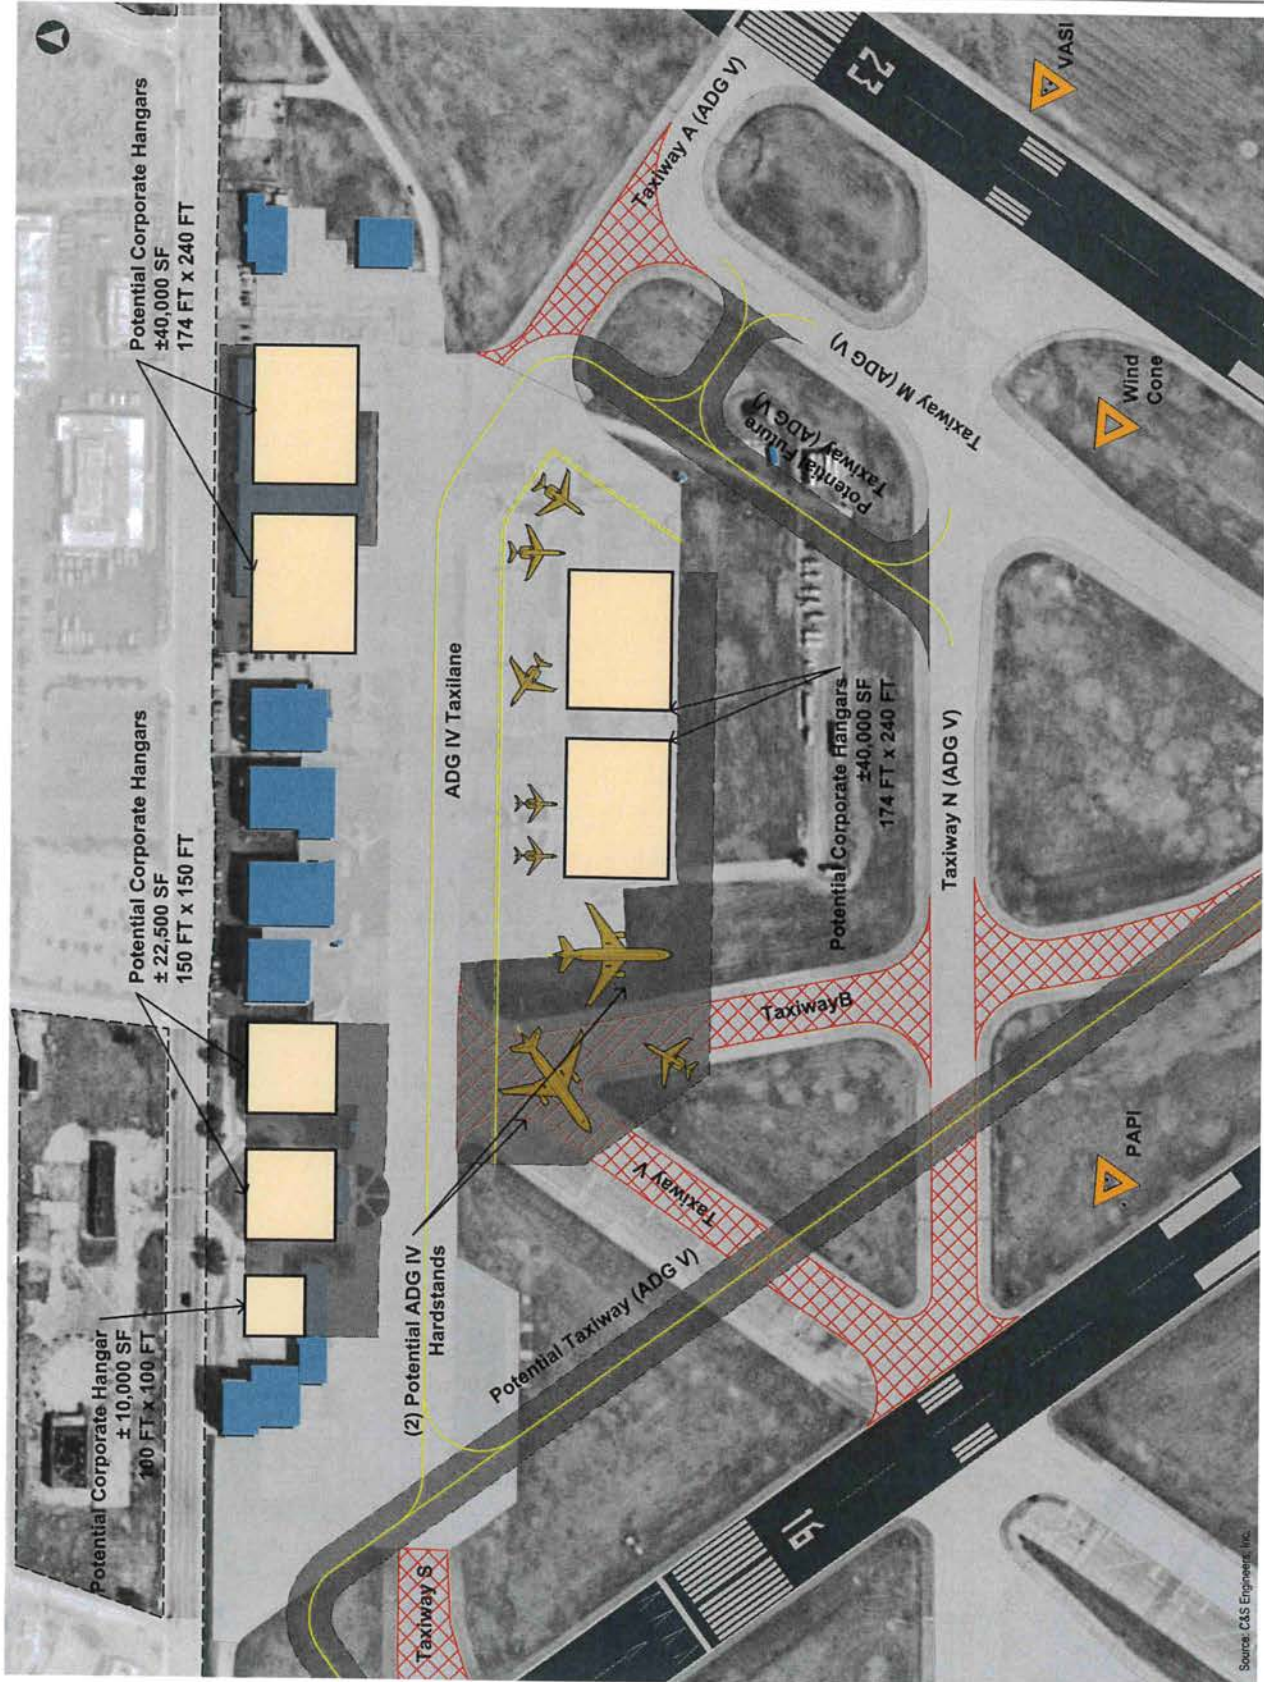 Potential Corporate Hangar
± 10,000 SF
100 FT x 100 FT
Potential Corporate Hangars
± 22,500 SF
150 FT x 150 FT
Potential Corporate Hangars
±40,000 SF
174 FT x 240 FT
ADG IV Taxilane
(2) Potential ADG IV
Hardstands
Potential Corporate Hangars
±40,000 SF
174 FT x 240 FT
Taxiway A (ADG V)
23
VASI
Potential Future
Taxiway (ADG V)
Taxiway M (ADG V)
Wind
Cone
Taxiway N (ADG V)
TaxiwayB
Taxiway V
Potential Taxiway (ADG V)
PAPI
Taxiway S
16
Source: C&S Engineers, Inc.